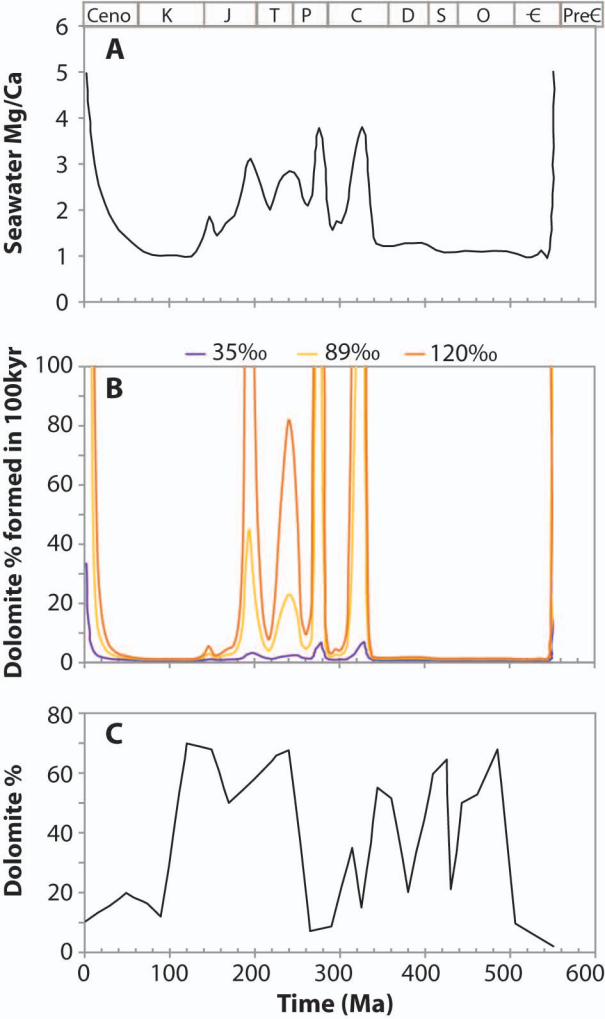 Ceno K J T P C D S O Ꞓ PreꞒ
A
Seawater Mg/Ca
6
5
4
3
2
1
0
35‰ 89‰ 120‰
B
Dolomite % formed in 100kyr
100
80
60
40
20
0
C
Dolomite %
80
60
40
20
0
0 100 200 300 400 500 600
Time (Ma)